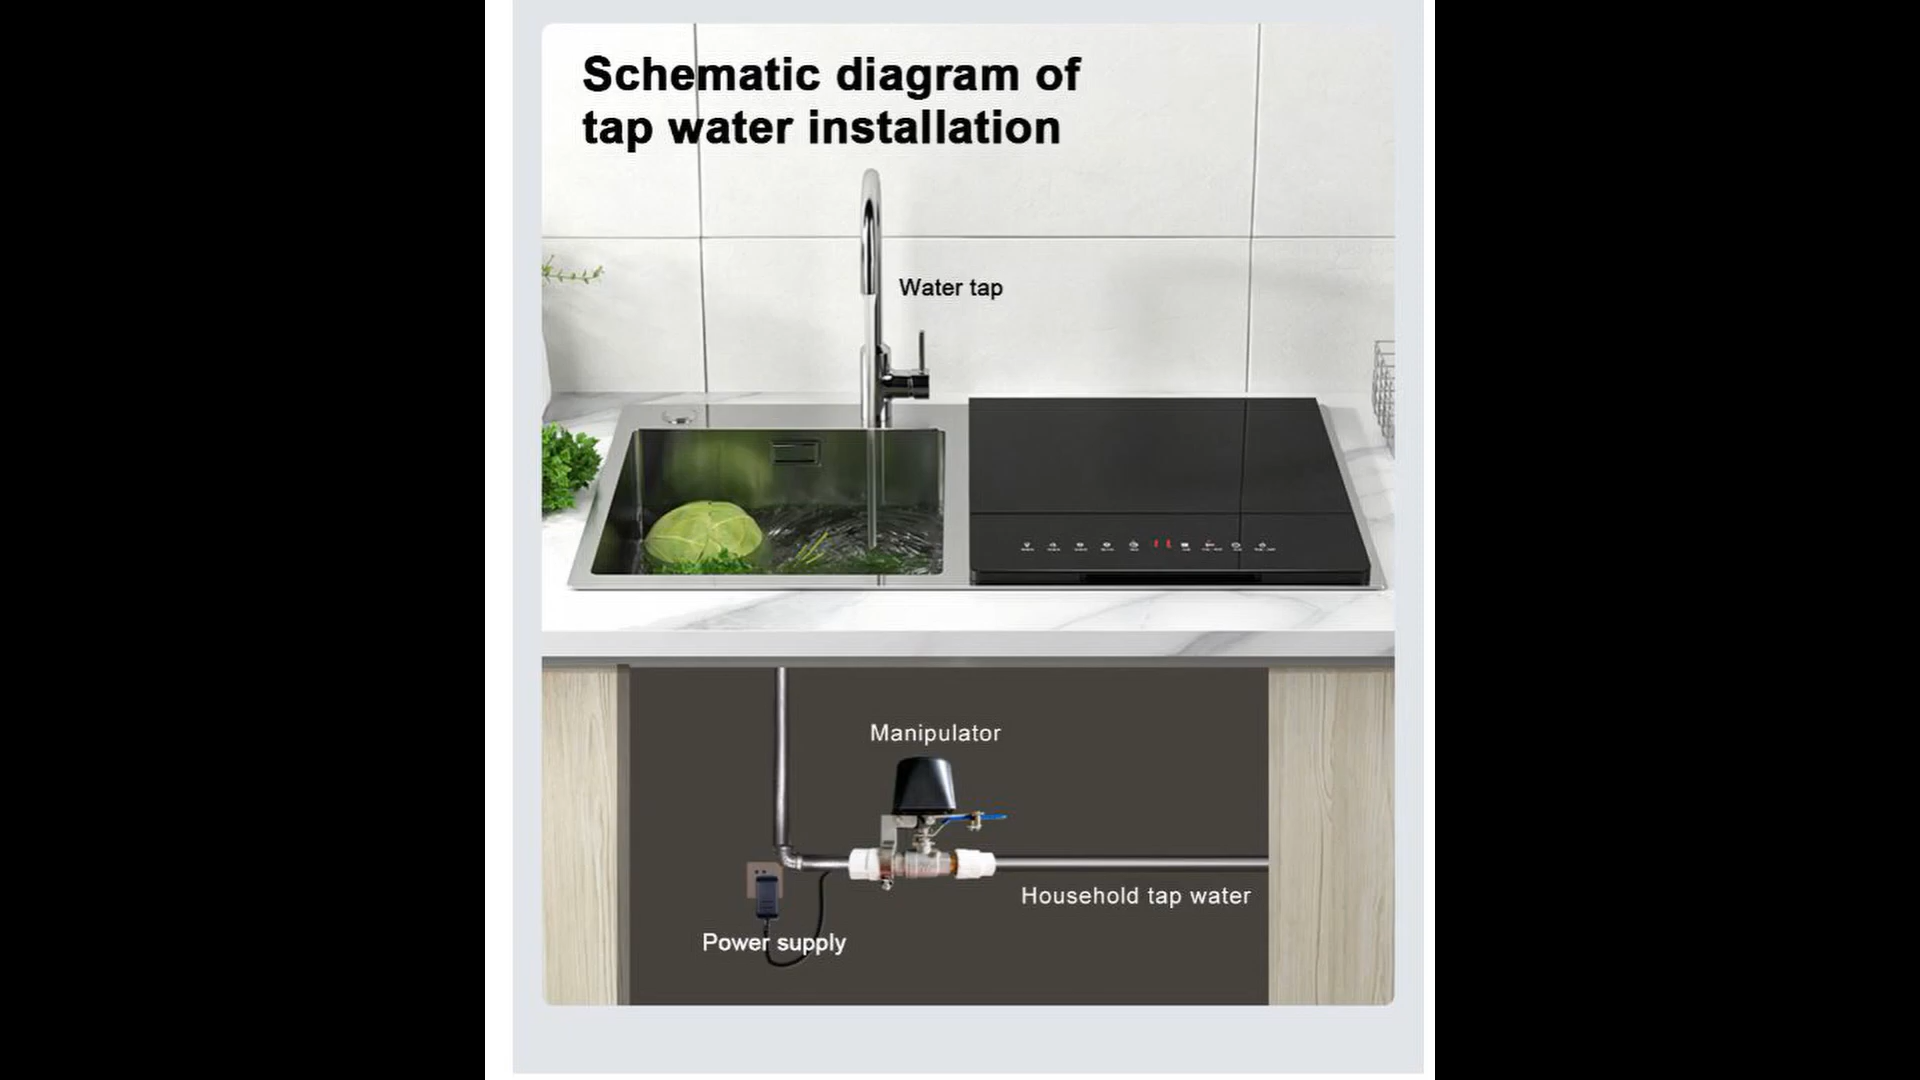 Schematic diagram of
tap water installation
Water tap
Manipulator
Household tap water
Power supply